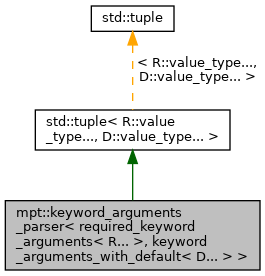 std::tuple
< R::value_type...,
D::value_type... >
std::tuple< R::value
_type..., D::value_type... >
mpt::keyword_arguments
_parser< required_keyword
_arguments< R... >, keyword
_arguments_with_default< D... > >